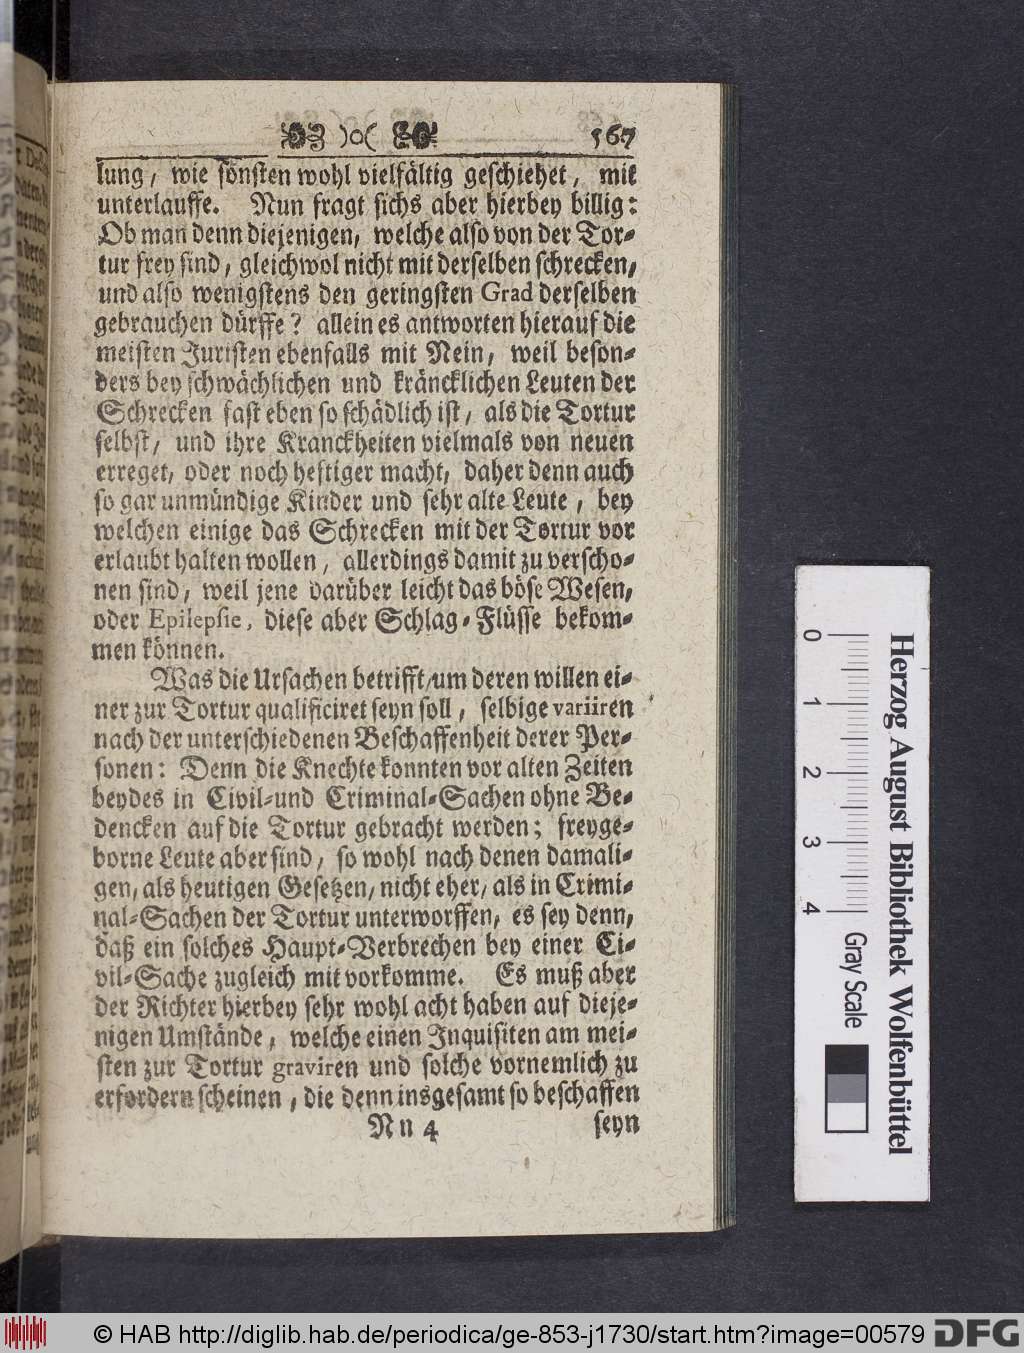 )o( 567
lung, wie sönsten wohl vielfältig geschiehet, mit
unterlauffe. Nun fragt sichs aber hierbey billig:
Ob man denn diejenigen, welche also von der Tor-
tur frey sind, gleichwol nicht mit derselben schrecken,
und also wenigstens den geringsten Grad derselben
gebrauchen dürffe? allein es antworten hierauf die
meisten Juristen ebenfalls mit Nein, weil beson-
ders bey schwächlichen und kräncklichen Leuten der
Schrecken fast eben so schädlich ist, als die Tortur
selbst, und ihre Kranckheiten vielmals von neuen
erreget, oder noch heftiger macht, daher denn auch
so gar unmündige Kinder und sehr alte Leute, bey
welchen einige das Schrecken mit der Tortur vor
erlaubt halten wollen, allerdings damit zu verscho-
nen sind, weil jene darüber leicht das böse Wesen,
oder Epilepsie, diese aber Schlag-Flüsse bekom-
men können.
Was die Ursachen betrifft/um deren willen ei-
ner zur Tortur qualificiret seyn soll, selbige variiren
nach der unterschiedenen Beschaffenheit derer Per-
sonen: Denn die Knechte konnten vor alten Zeiten
beydes in Civil-und Criminal-Sachen ohne Be-
dencken auf die Tortur gebracht werden; freyge-
borne Leute aber sind, so wohl nach denen damali-
gen, als heutigen Gesetzen, nicht eher, als in Crimi-
nal-Sachen der Tortur unterworffen, es sey denn,
daß ein solches Haupt-Verbrechen bey einer Ci-
vil-Sache zugleich mit vorkomme. Es muß aber
der Richter hierbey sehr wohl acht haben auf dieje-
nigen Umstände, welche einen Inquisiten am mei-
sten zur Tortur graviren und solche vornemlich zu
erfordern scheinen, die denn insgesamt so beschaffen
Nn 4 seyn
0 1 2 3 4 Gray Scale
Herzog August Bibliothek Wolfenbüttel
© HAB http://diglib.hab.de/periodica/ge-853-j1730/start.htm?image=00579 DFG